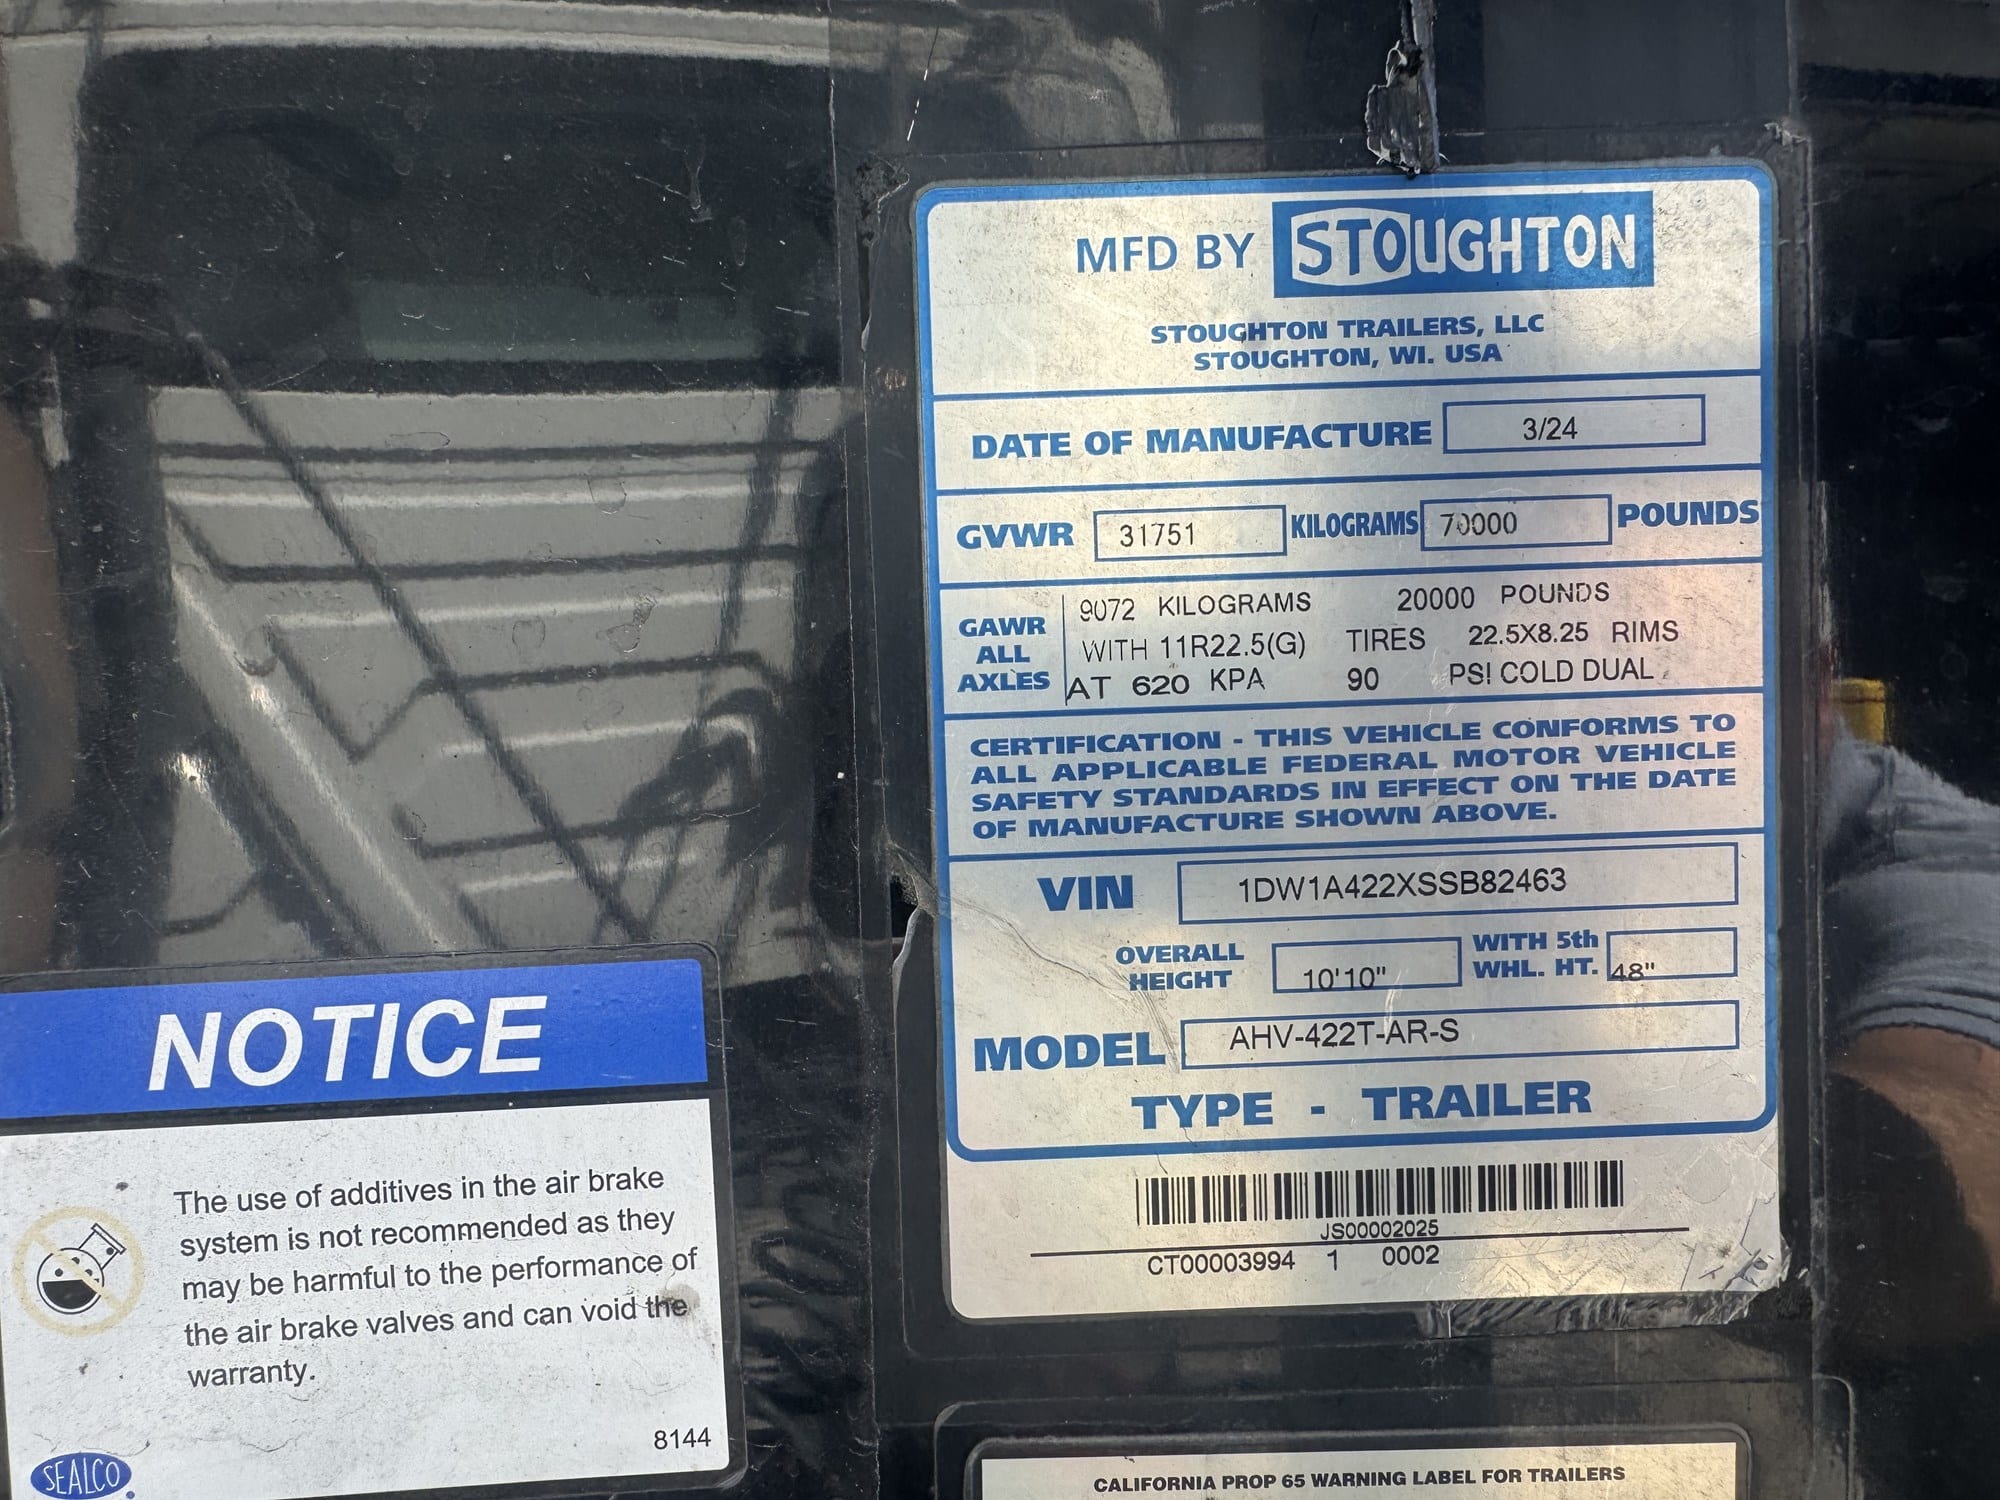 MFD BY STOUGHTON
STOUGHTON TRAILERS, LLC
STOUGHTON, WI. USA
DATE OF MANUFACTURE 3/24
GVWR 31751 KILOGRAMS 70000 POUNDS
GAWR ALL AXLES
9072 KILOGRAMS 20000 POUNDS
WITH 11R22.5(G) TIRES 22.5X8.25 RIMS
AT 620 KPA 90 PSI COLD DUAL
CERTIFICATION - THIS VEHICLE CONFORMS TO
ALL APPLICABLE FEDERAL MOTOR VEHICLE
SAFETY STANDARDS IN EFFECT ON THE DATE
OF MANUFACTURE SHOWN ABOVE.
VIN 1DW1A422XSSB82463
OVERALL HEIGHT 10'10" WITH 5th WHL. HT. 48"
MODEL AHV-422T-AR-S
TYPE - TRAILER
JS00002025
CT00003994 1 0002
NOTICE
The use of additives in the air brake
system is not recommended as they
may be harmful to the performance of
the air brake valves and can void the
warranty.
8144
SEALCO
CALIFORNIA PROP 65 WARNING LABEL FOR TRAILERS